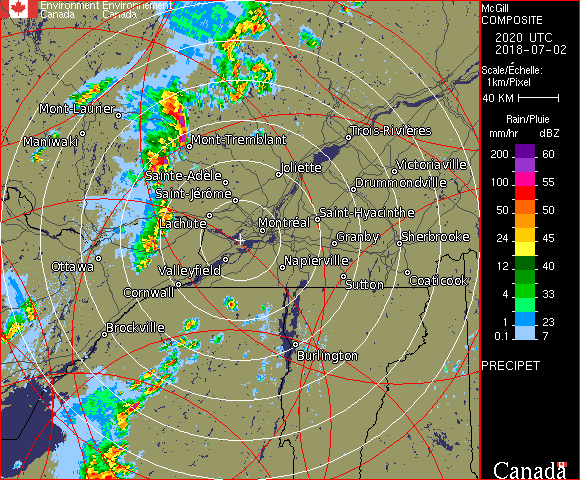 Environment Environnement
Canada Canada
McGill
COMPOSITE
2020 UTC
2018-07-02
Scale/Échelle:
1km/Pixel
40 KM
Rain/Pluie
mm/hr dBZ
200 60
100 55
50 50
24 45
12 40
4 33
1 23
0.1 7
PRECIPET
Canada
Mont-Laurier
Maniwaki
Mont-Tremblant
Trois-Rivières
Joliette
Victoriaville
Sainte-Adèle
Drummondville
Saint-Jérôme
Lachute
Saint-Hyacinthe
Montréal
Granby
Sherbrooke
Ottawa
Valleyfield
Napierville
Cornwall
Sutton
Coaticook
Brockville
Burlington